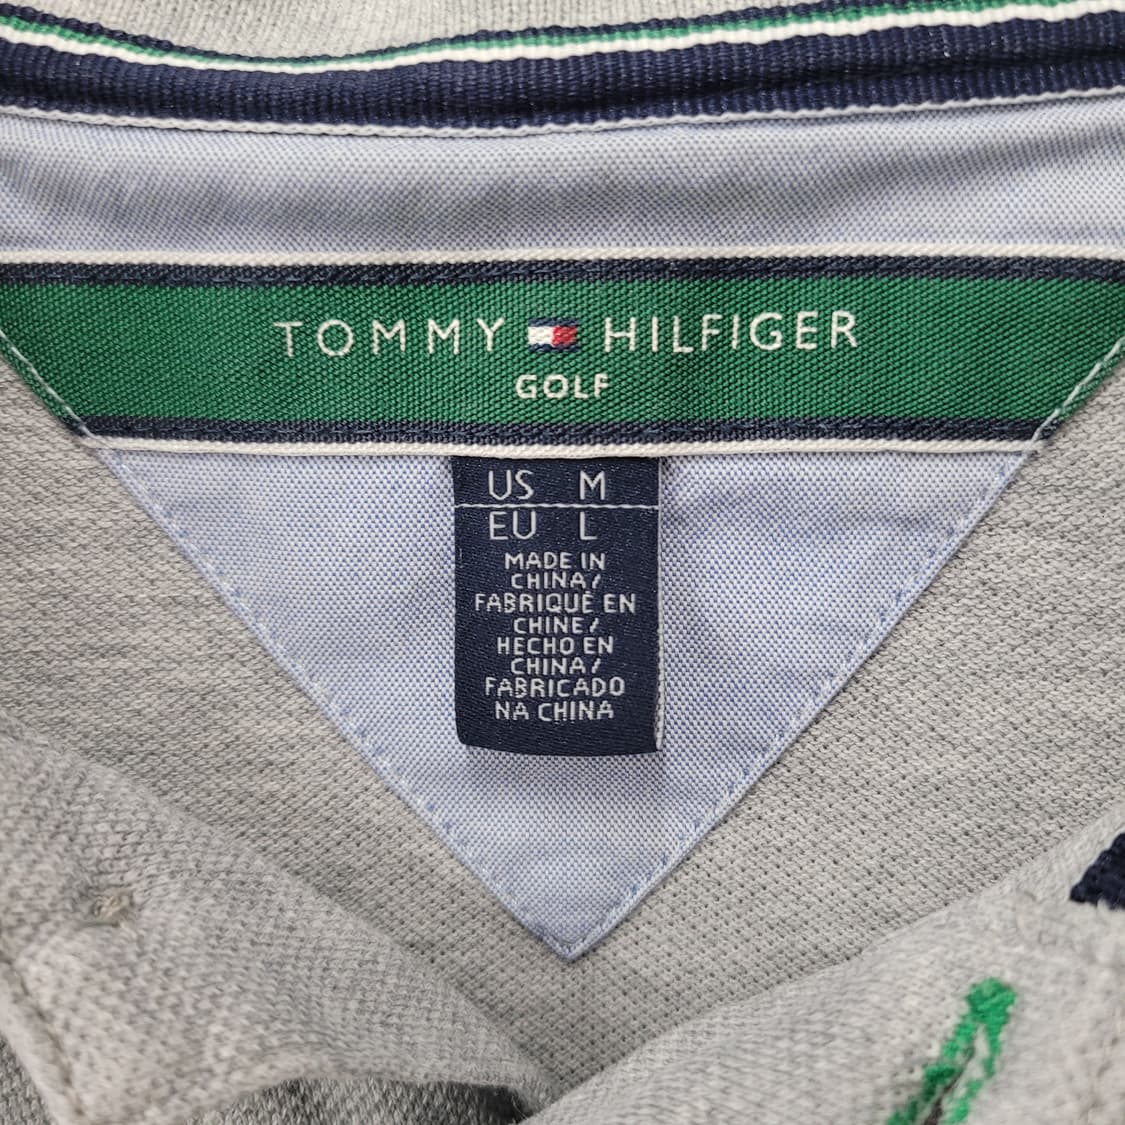 TOMMY HILFIGER
GOLF
US M
EU L
MADE IN
CHINA/
FABRIQUÉ EN
CHINE/
HECHO EN
CHINA/
FABRICADO
NA CHINA